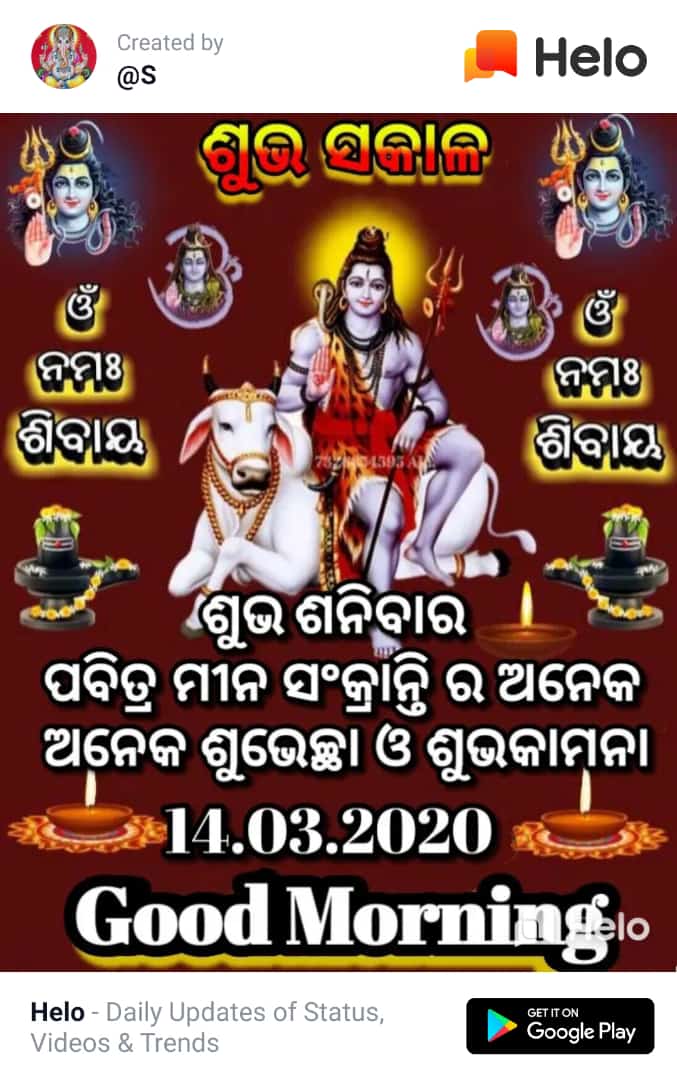 Created by
@S
Helo
ଶୁଭ ସକାଳ
ଓଁ
ନମଃ
ଶିବାୟ
ଓଁ
ନମଃ
ଶିବାୟ
ଶୁଭ ଶନିବାର
ପବିତ୍ର ମୀନ ସଂକ୍ରାନ୍ତି ର ଅନେକ
ଅନେକ ଶୁଭେଚ୍ଛା ଓ ଶୁଭକାମନା
14.03.2020
Good Morning
Helo
Helo - Daily Updates of Status,
Videos & Trends
GET IT ON
Google Play